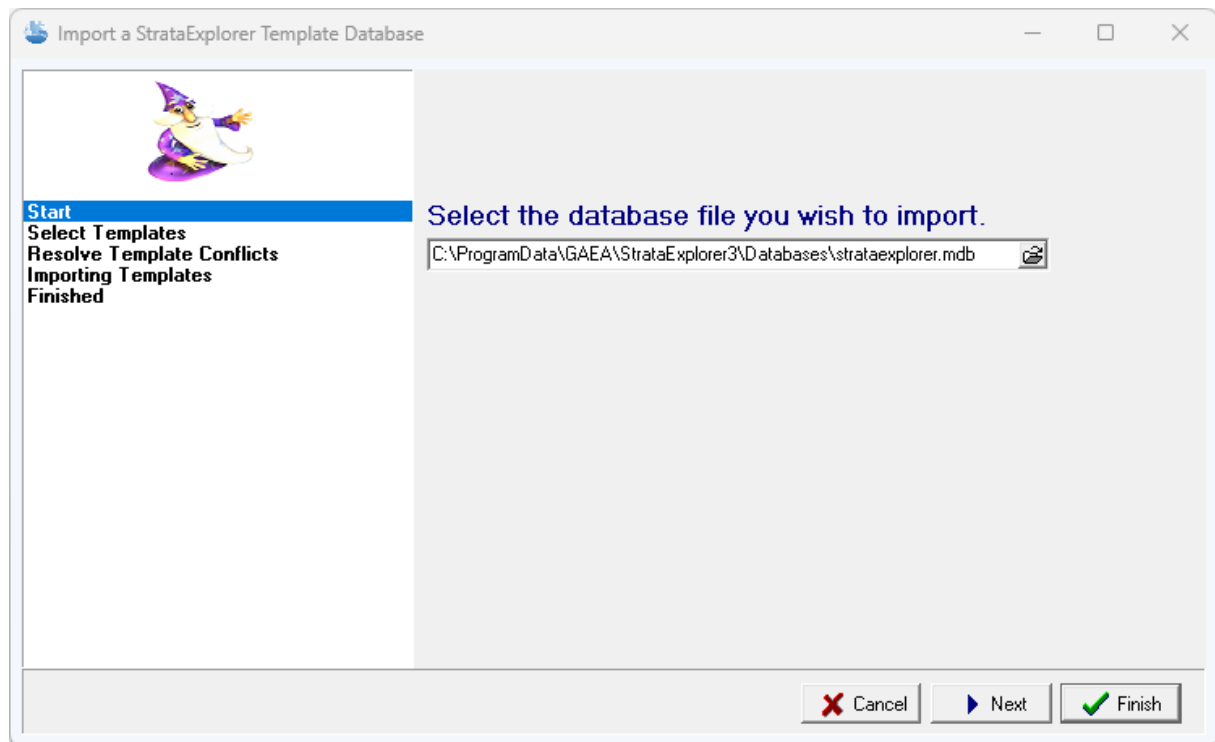 Import a StrataExplorer Template Database
Start
Select Templates
Resolve Template Conflicts
Importing Templates
Finished
Select the database file you wish to import.
C:\ProgramData\GAEA\StrataExplorer3\Databases\strataexplorer.mdb
Cancel
Next
Finish